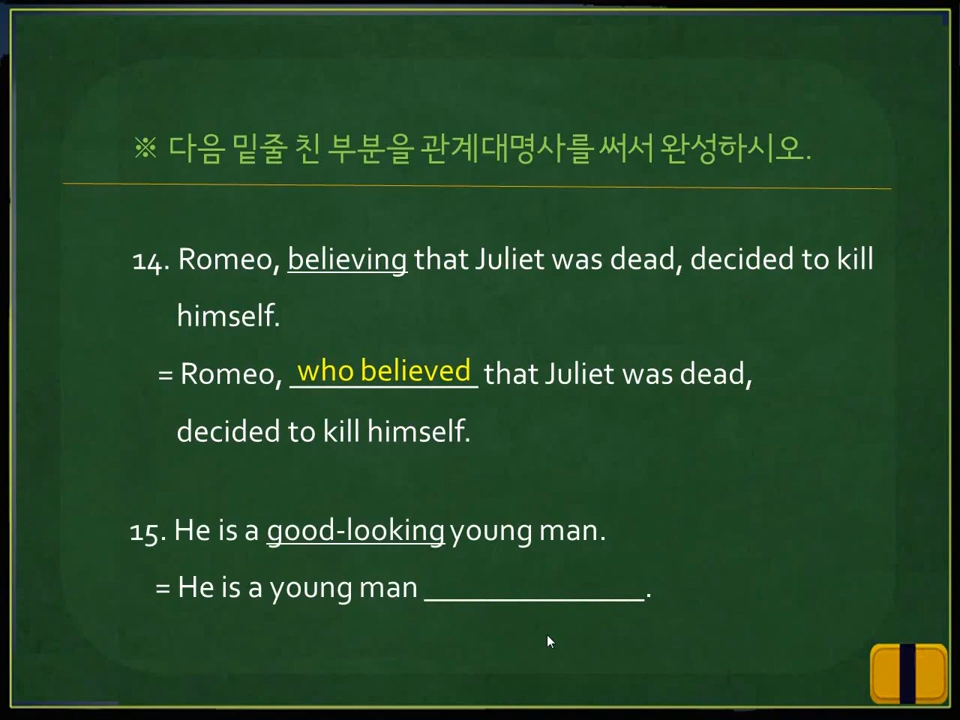 ※ 다음 밑줄 친 부분을 관계대명사를 써서 완성하시오.
14. Romeo, believing that Juliet was dead, decided to kill
himself.
= Romeo, who believed that Juliet was dead,
decided to kill himself.
15. He is a good-looking young man.
= He is a young man ______________.